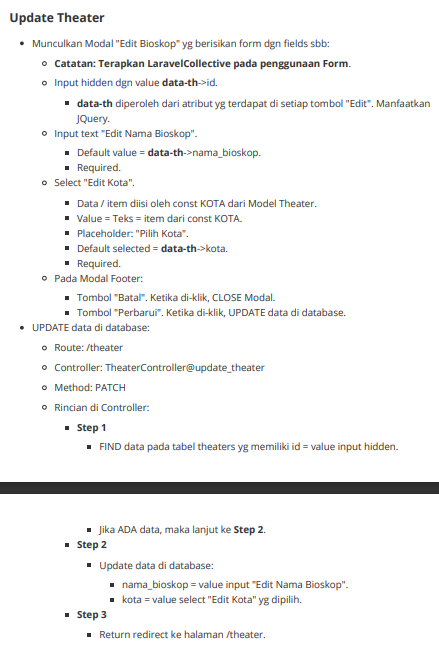 Update Theater
Munculkan Modal "Edit Bioskop" yg berisikan form dgn fields sbb:
Catatan: Terapkan LaravelCollective pada penggunaan Form.
Input hidden dgn value data-th->id.
data-th diperoleh dari atribut yg terdapat di setiap tombol "Edit". Manfaatkan
JQuery.
Input text "Edit Nama Bioskop".
Default value = data-th->nama_bioskop.
Required.
Select "Edit Kota".
Data / item diisi oleh const KOTA dari Model Theater.
Value = Teks = item dari const KOTA.
Placeholder: "Pilih Kota".
Default selected = data-th->kota.
Required.
Pada Modal Footer:
Tombol "Batal". Ketika di-klik, CLOSE Modal.
Tombol "Perbarui". Ketika di-klik, UPDATE data di database.
UPDATE data di database:
Route: /theater
Controller: TheaterController@update_theater
Method: PATCH
Rincian di Controller:
Step 1
FIND data pada tabel theaters yg memiliki id = value input hidden.
Jika ADA data, maka lanjut ke Step 2.
Step 2
Update data di database:
nama_bioskop = value input "Edit Nama Bioskop".
kota = value select "Edit Kota" yg dipilih.
Step 3
Return redirect ke halaman /theater.